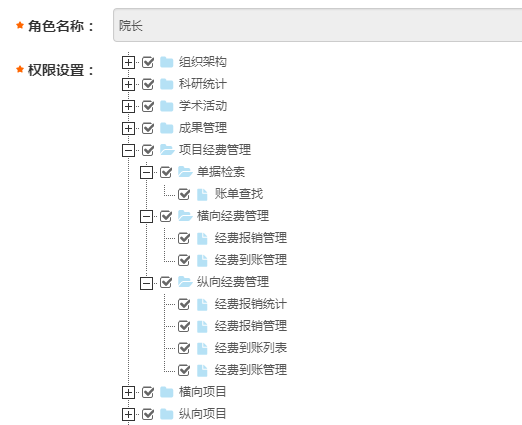 * 角色名称： 院长
* 权限设置：
组织架构
科研统计
学术活动
成果管理
项目经费管理
单据检索
账单查找
横向经费管理
经费报销管理
经费到账管理
纵向经费管理
经费报销统计
经费报销管理
经费到账列表
经费到账管理
横向项目
纵向项目